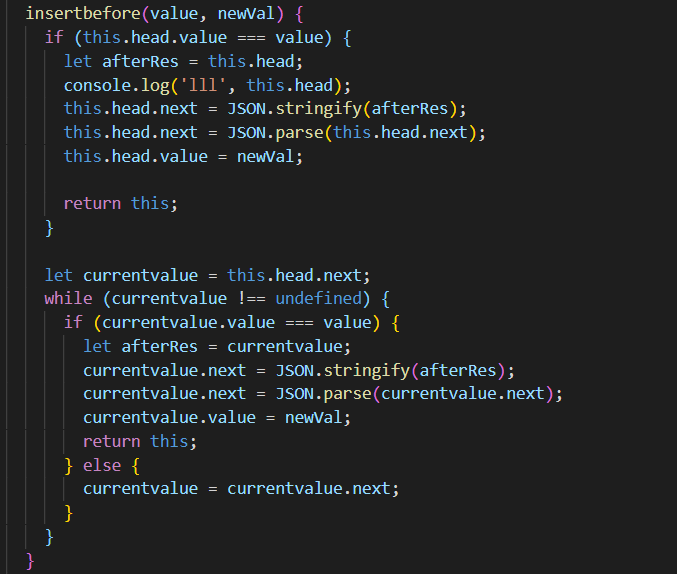 insertbefore(value, newVal) {
if (this.head.value === value) {
let afterRes = this.head;
console.log('lll', this.head);
this.head.next = JSON.stringify(afterRes);
this.head.next = JSON.parse(this.head.next);
this.head.value = newVal;
return this;
}
let currentvalue = this.head.next;
while (currentvalue !== undefined) {
if (currentvalue.value === value) {
let afterRes = currentvalue;
currentvalue.next = JSON.stringify(afterRes);
currentvalue.next = JSON.parse(currentvalue.next);
currentvalue.value = newVal;
return this;
} else {
currentvalue = currentvalue.next;
}
}
}